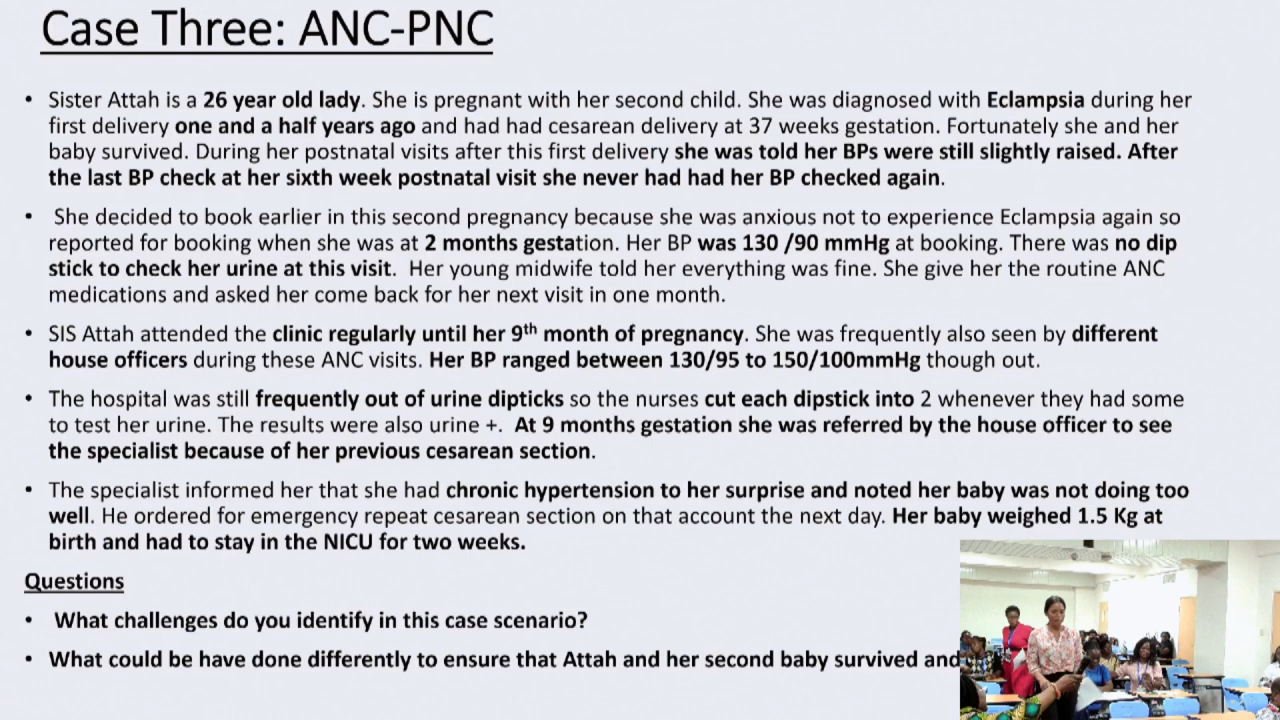 Case Three: ANC-PNC
• Sister Attah is a 26 year old lady. She is pregnant with her second child. She was diagnosed with Eclampsia during her
first delivery one and a half years ago and had had cesarean delivery at 37 weeks gestation. Fortunately she and her
baby survived. During her postnatal visits after this first delivery she was told her BPs were still slightly raised. After
the last BP check at her sixth week postnatal visit she never had had her BP checked again.
• She decided to book earlier in this second pregnancy because she was anxious not to experience Eclampsia again so
reported for booking when she was at 2 months gestation. Her BP was 130 /90 mmHg at booking. There was no dip
stick to check her urine at this visit. Her young midwife told her everything was fine. She give her the routine ANC
medications and asked her come back for her next visit in one month.
• SIS Attah attended the clinic regularly until her 9th month of pregnancy. She was frequently also seen by different
house officers during these ANC visits. Her BP ranged between 130/95 to 150/100mmHg though out.
• The hospital was still frequently out of urine dipticks so the nurses cut each dipstick into 2 whenever they had some
to test her urine. The results were also urine +. At 9 months gestation she was referred by the house officer to see
the specialist because of her previous cesarean section.
• The specialist informed her that she had chronic hypertension to her surprise and noted her baby was not doing too
well. He ordered for emergency repeat cesarean section on that account the next day. Her baby weighed 1.5 Kg at
birth and had to stay in the NICU for two weeks.
Questions
• What challenges do you identify in this case scenario?
• What could be have done differently to ensure that Attah and her second baby survived and